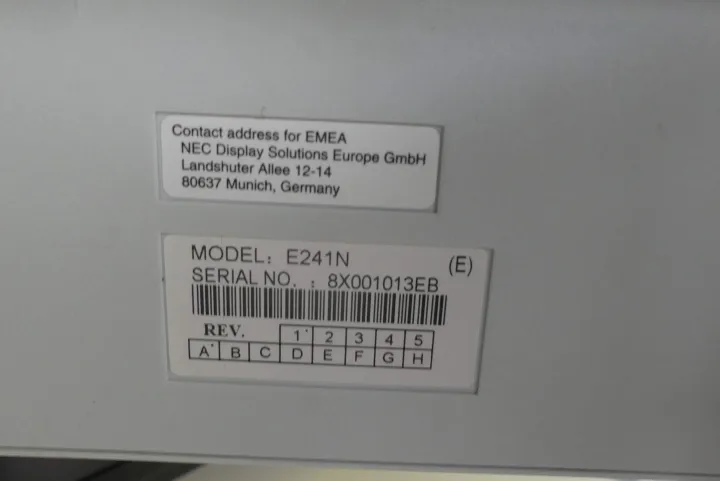 Contact address for EMEA
NEC Display Solutions Europe GmbH
Landshuter Allee 12-14
80637 Munich, Germany
MODEL: E241N (E)
SERIAL NO. : 8X001013EB
REV. 1 2 3 4 5
A B C D E F G H